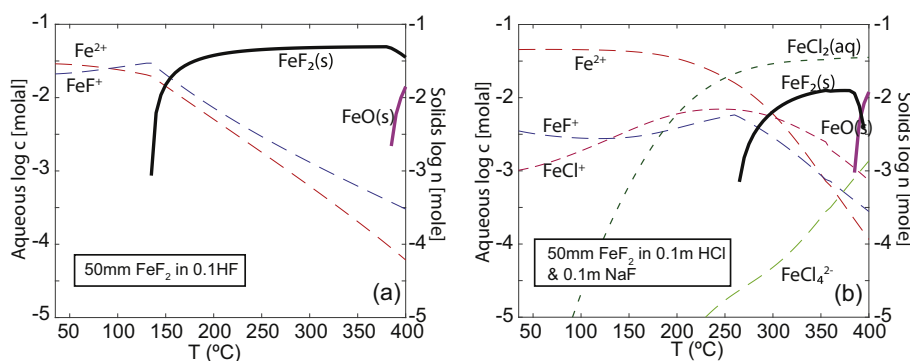 -1
-2
-3
-4
-5
Aqueous log c [molal]
Fe²⁺
FeF⁺
FeF₂(s)
FeO(s)
50mm FeF₂ in 0.1HF
(a)
-1
-2
-3
-4
-5
Solids log n [mole]
50 100 150 200 250 300 350 400
T (ºC)
-1
-2
-3
-4
-5
Aqueous log c [molal]
Fe²⁺
FeCl₂(aq)
FeF₂(s)
FeF⁺
FeO(s)
FeCl⁺
50mm FeF₂ in 0.1m HCl
& 0.1m NaF
FeCl₄²⁻
(b)
-1
-2
-3
-4
-5
Solids log n [mole]
50 100 150 200 250 300 350 400
T (ºC)